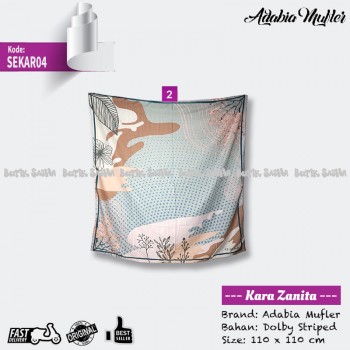 Adabia Mufler
Kode:
SEKAR04
2
--- Kara Zanita ---
Brand: Adabia Mufler
Bahan: Dolby Striped
Size: 110 x 110 cm
FAST
DELIVERY
ORIGINAL
BEST
SELLER